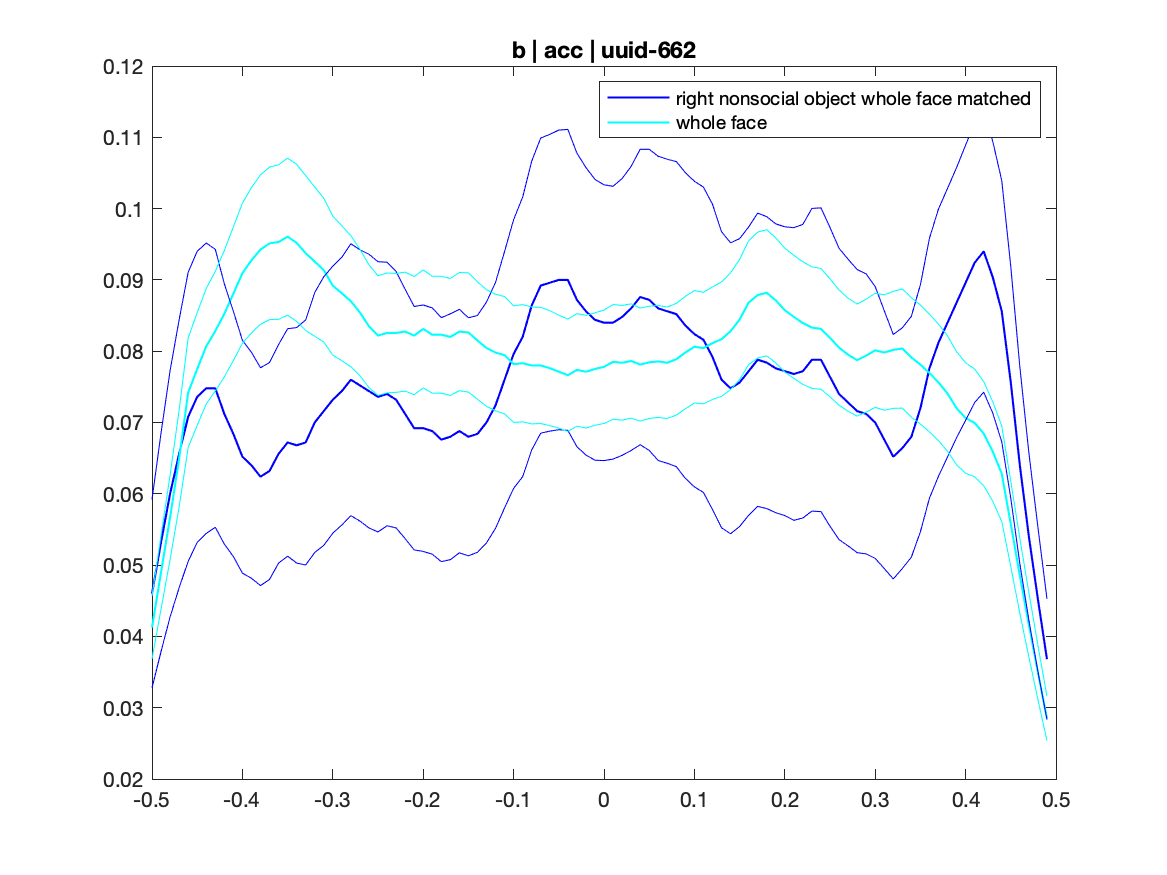 b | acc | uuid-662
0.12
0.11
0.1
0.09
0.08
0.07
0.06
0.05
0.04
0.03
0.02
right nonsocial object whole face matched
whole face
-0.5 -0.4 -0.3 -0.2 -0.1 0 0.1 0.2 0.3 0.4 0.5